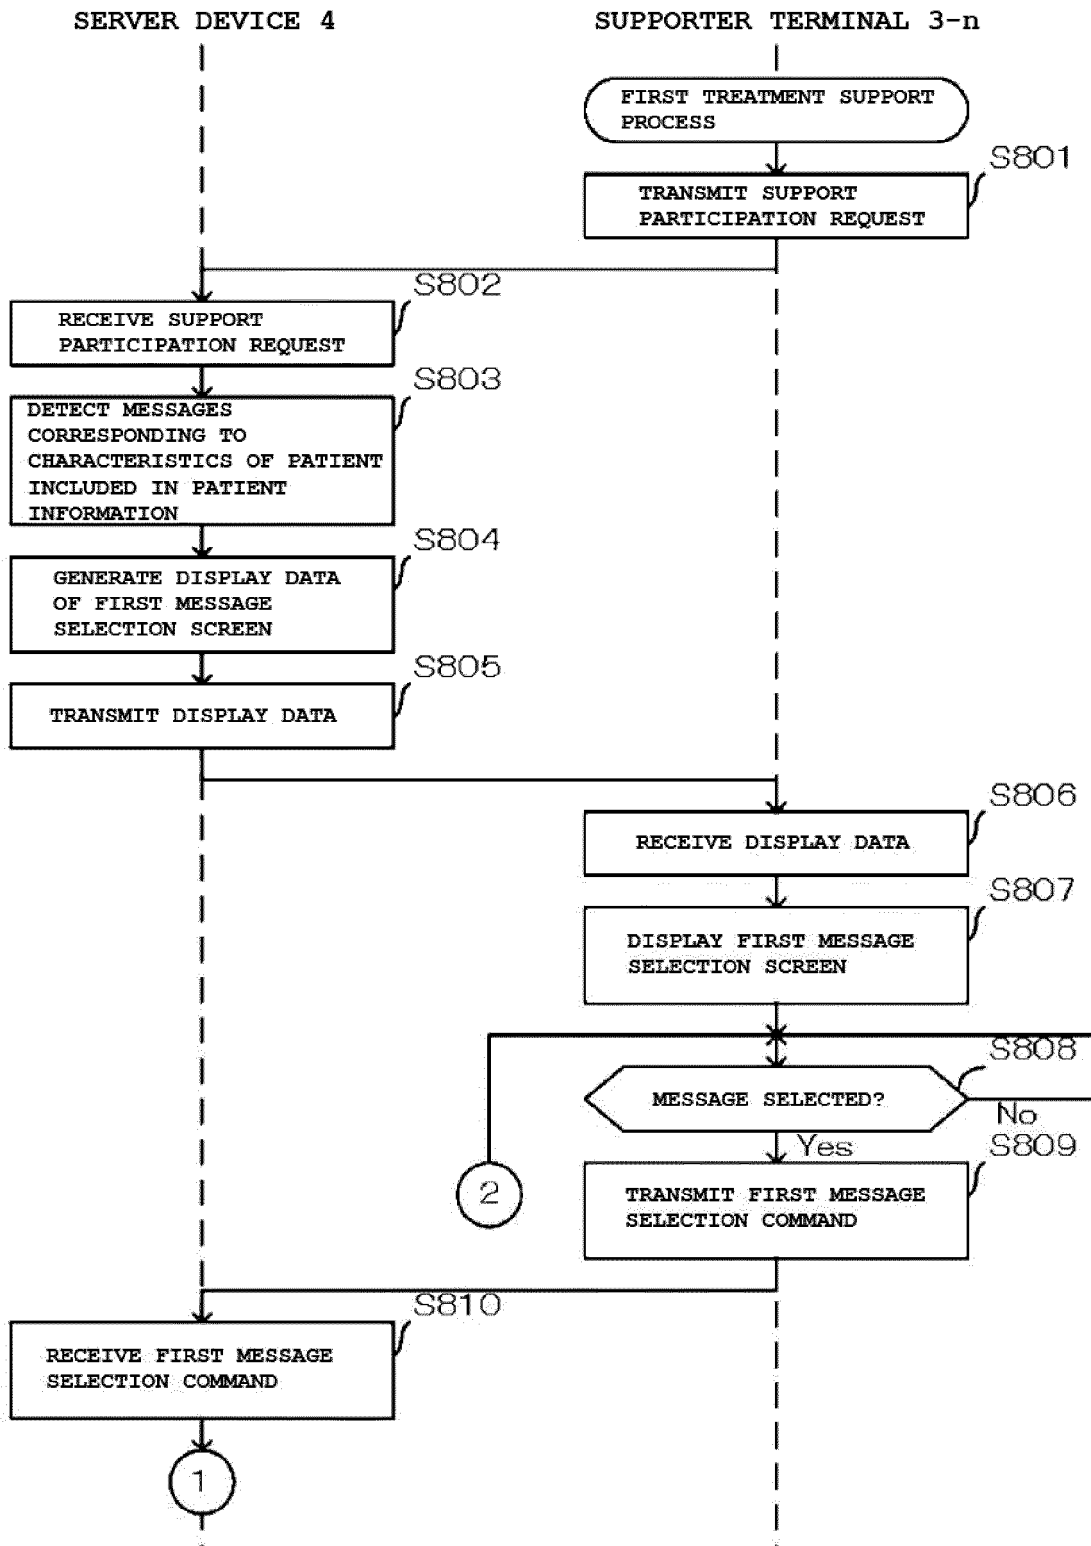 SERVER DEVICE 4
SUPPORTER TERMINAL 3-n
FIRST TREATMENT SUPPORT
PROCESS
S801
TRANSMIT SUPPORT
PARTICIPATION REQUEST
S802
RECEIVE SUPPORT
PARTICIPATION REQUEST
S803
DETECT MESSAGES
CORRESPONDING TO
CHARACTERISTICS OF PATIENT
INCLUDED IN PATIENT
INFORMATION
S804
GENERATE DISPLAY DATA
OF FIRST MESSAGE
SELECTION SCREEN
S805
TRANSMIT DISPLAY DATA
S806
RECEIVE DISPLAY DATA
S807
DISPLAY FIRST MESSAGE
SELECTION SCREEN
S808
MESSAGE SELECTED?
No
Yes
S809
2
TRANSMIT FIRST MESSAGE
SELECTION COMMAND
S810
RECEIVE FIRST MESSAGE
SELECTION COMMAND
1